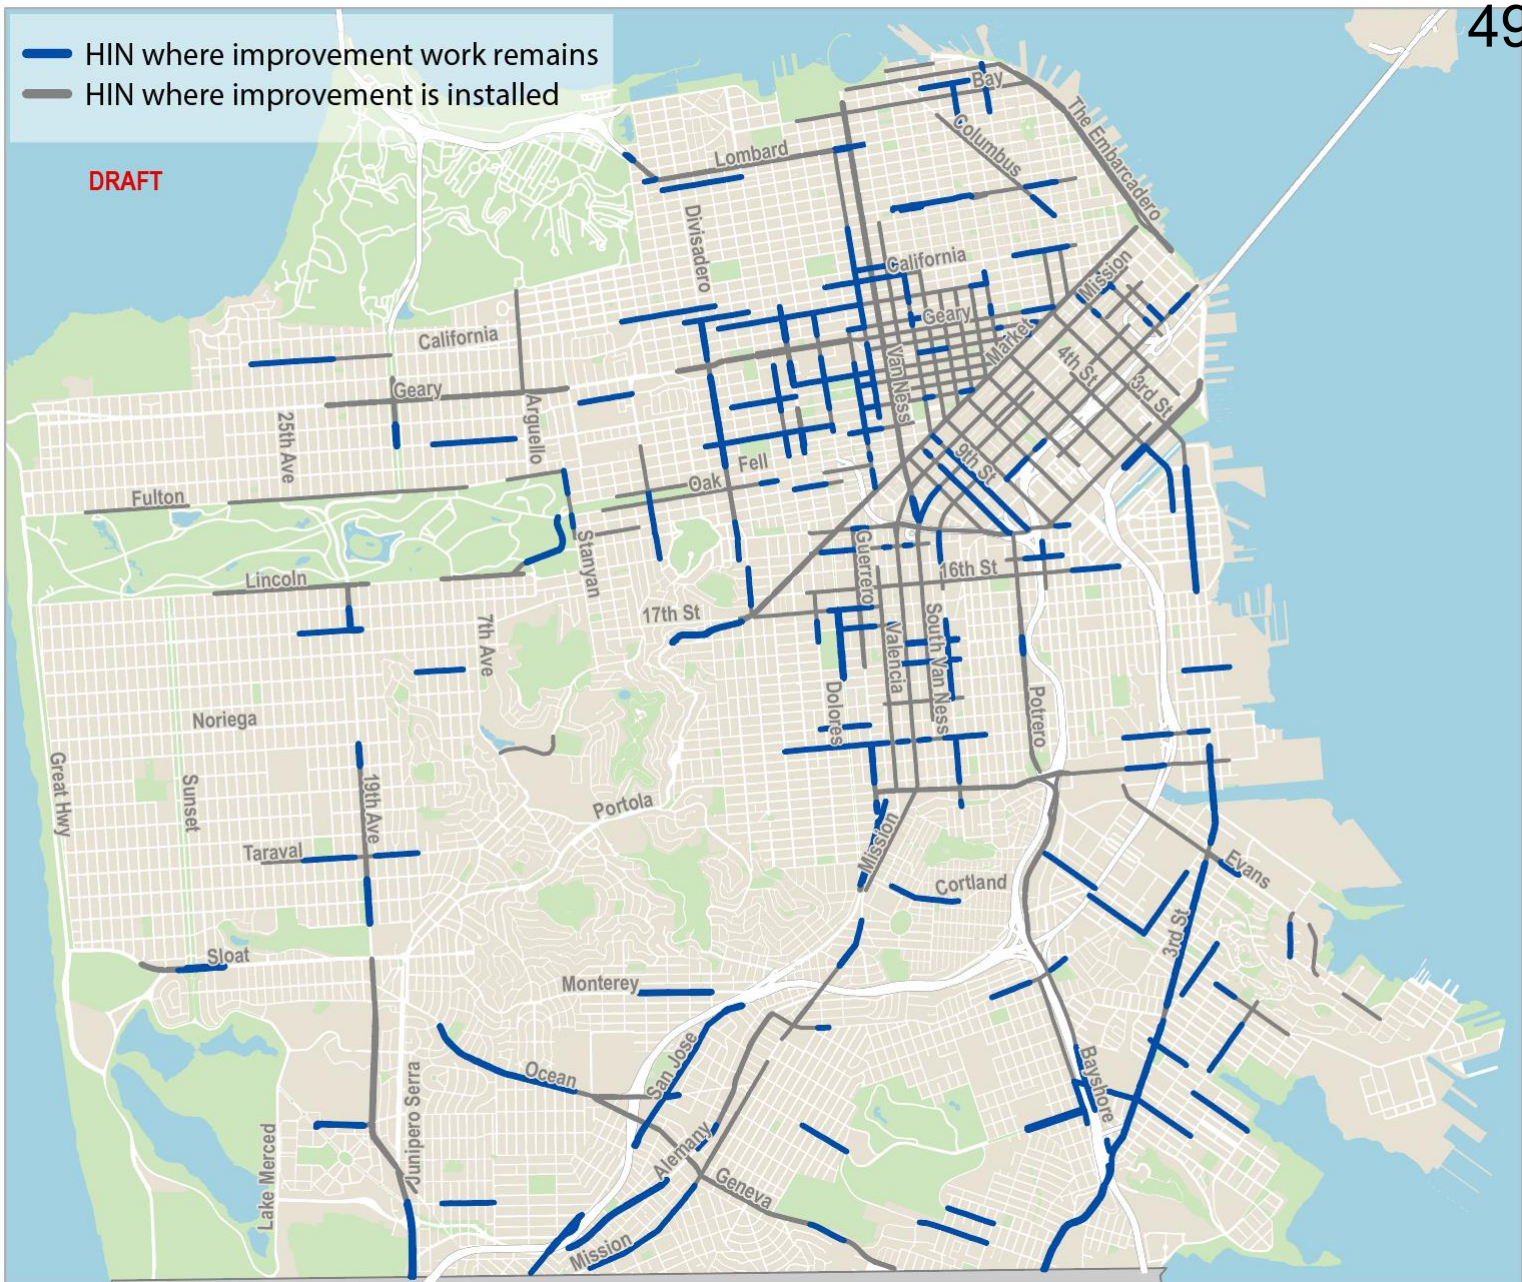 49
HIN where improvement work remains
HIN where improvement is installed
DRAFT
Bay
The Embarcadero
Columbus
Lombard
Divisadero
California
Mission
California
Geary
Market
4th St
3rd St
Geary
Van Ness
25th Ave
Arguello
9th St
Fell
Oak
Fulton
Stanyan
Guerrero
16th St
Lincoln
17th St
7th Ave
Valencia
South Van Ness
Dolores
Potrero
Noriega
Great Hwy
Sunset
19th Ave
Portola
Taraval
Mission
Cortland
Evans
3rd St
Sloat
Monterey
Ocean
San Jose
Bayshore
Junipero Serra
Lake Merced
Alemany
Geneva
Mission